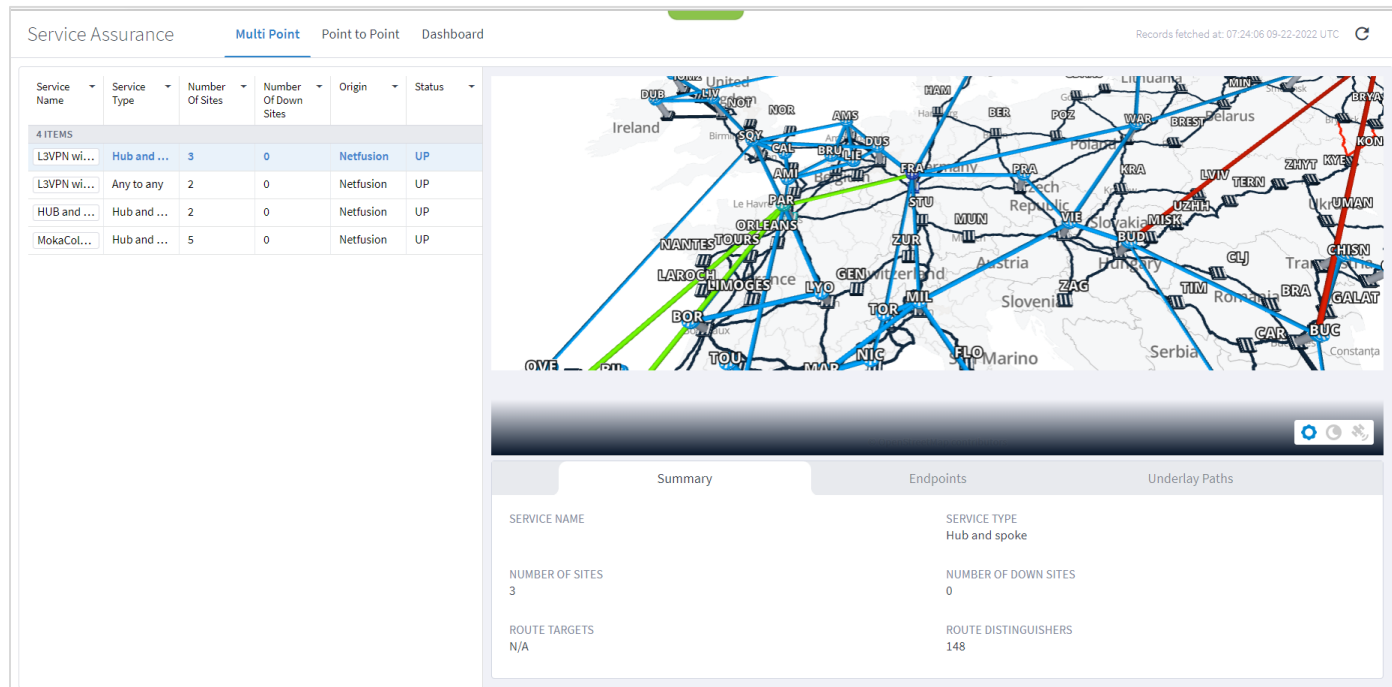 Service Assurance
Multi Point
Point to Point
Dashboard
Records fetched at: 07:24:06 09-22-2022 UTC
Service Name
Service Type
Number Of Sites
Number Of Down Sites
Origin
Status
4 ITEMS
L3VPN wi... Hub and ... 3 0 Netfusion UP
L3VPN wi... Any to any 2 0 Netfusion UP
HUB and ... Hub and ... 2 0 Netfusion UP
MokaCol... Hub and ... 5 0 Netfusion UP
United
DUB
LIV
NOT
NOR
Ireland
SQY
CAL
AMS
BRU
LIE
DUS
AMI
HAM
BER
POZ
WAR
BREST
Belarus
MIN
Lithuania
BRYA
KON
Poland
FRA
PRA
KRA
LVIV
TERN
ZHYT
KYE
Le Havre
PAR
STU
Republic
VIE
Slovakia
MISK
UZHH
UMAN
ORLEANS
NANTES
TOURS
MUN
ZUR
BUD
CHISN
Austria
Hungary
CLJ
LAROCH
LIMOGES
LYO
GEN
MIL
TOR
Slovenia
ZAG
TIM
BRA
GALAT
BOR
CAR
BUC
TOU
NIC
FLO
Marino
Serbia
Constanța
OVE
MAR
Summary
Endpoints
Underlay Paths
SERVICE NAME
SERVICE TYPE
Hub and spoke
NUMBER OF SITES
3
NUMBER OF DOWN SITES
0
ROUTE TARGETS
N/A
ROUTE DISTINGUISHERS
148